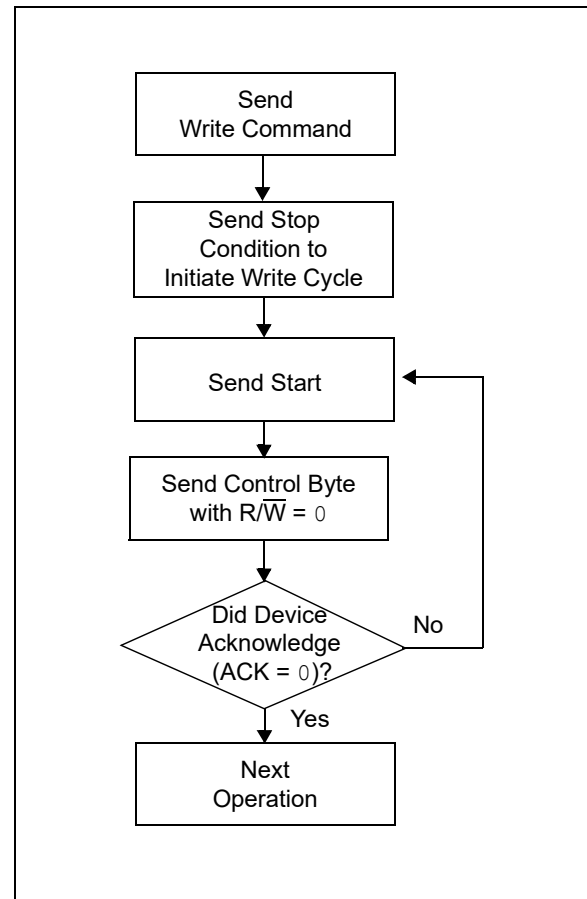 Send
Write Command
Send Stop
Condition to
Initiate Write Cycle
Send Start
Send Control Byte
with R/W̅ = 0
Did Device
Acknowledge
(ACK = 0)?
No
Yes
Next
Operation